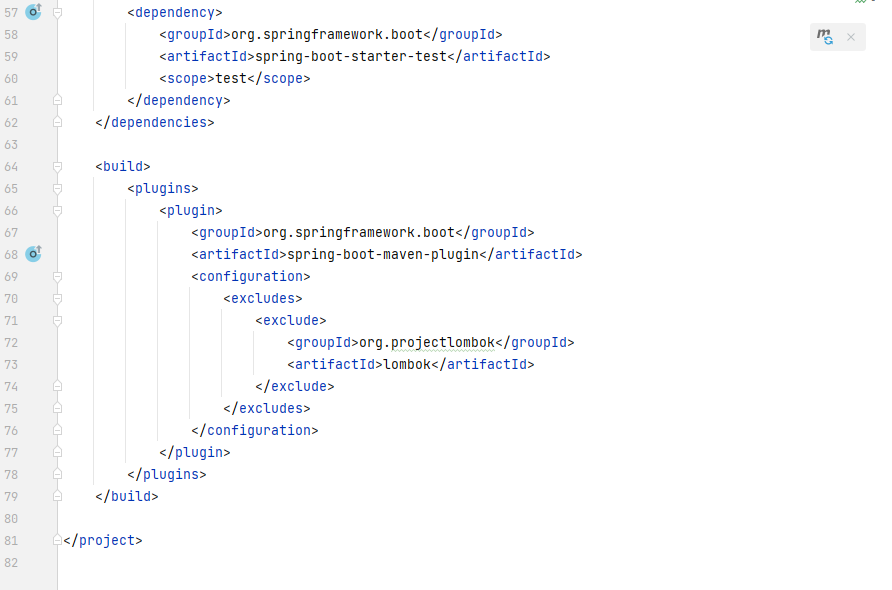 57 <dependency>
58 <groupId>org.springframework.boot</groupId>
59 <artifactId>spring-boot-starter-test</artifactId>
60 <scope>test</scope>
61 </dependency>
62 </dependencies>
63
64 <build>
65 <plugins>
66 <plugin>
67 <groupId>org.springframework.boot</groupId>
68 <artifactId>spring-boot-maven-plugin</artifactId>
69 <configuration>
70 <excludes>
71 <exclude>
72 <groupId>org.projectlombok</groupId>
73 <artifactId>lombok</artifactId>
74 </exclude>
75 </excludes>
76 </configuration>
77 </plugin>
78 </plugins>
79 </build>
80
81 </project>
82